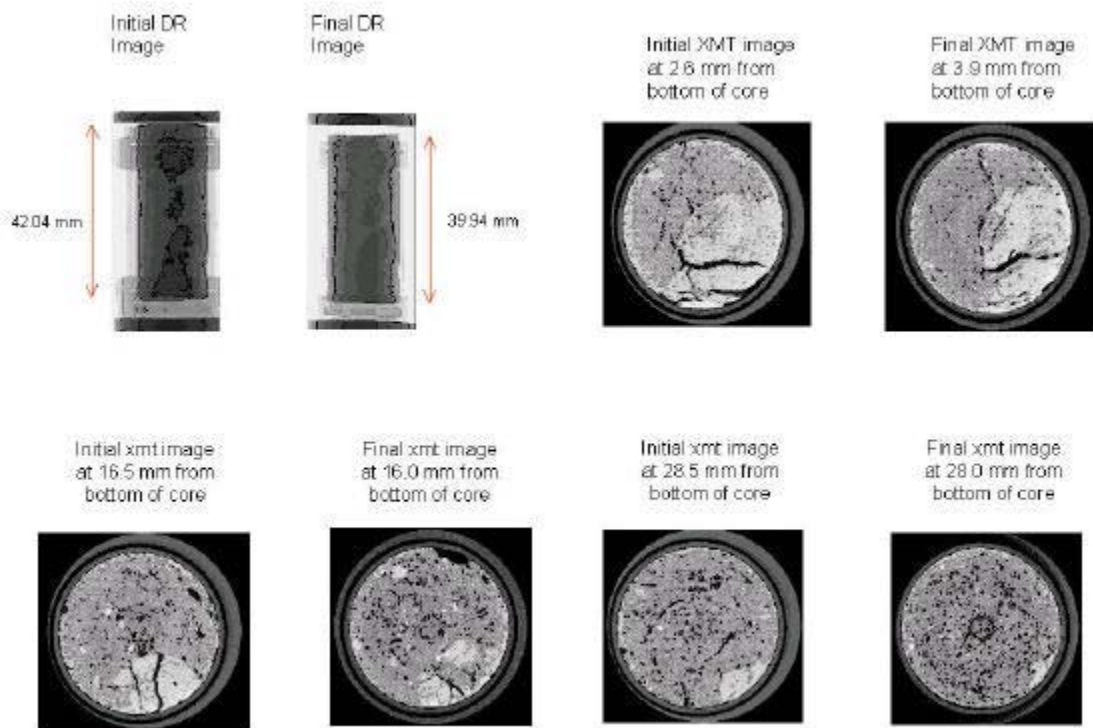 Initial DR
Image
Final DR
Image
Initial XMT image
at 2.6 mm from
bottom of core
Final XMT image
at 3.9 mm from
bottom of core
42.04 mm
39.94 mm
Initial xmt image
at 16.5 mm from
bottom of core
Final xmt image
at 16.0 mm from
bottom of core
Initial xmt image
at 28.5 mm from
bottom of core
Final xmt image
at 28.0 mm from
bottom of core